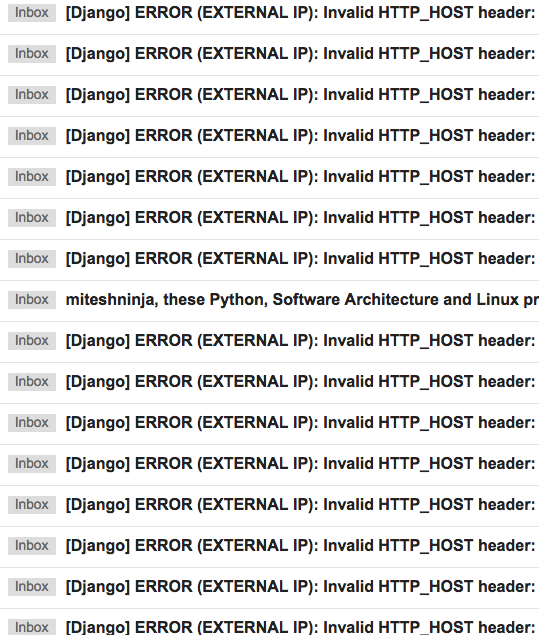 Inbox [Django] ERROR (EXTERNAL IP): Invalid HTTP_HOST header:
Inbox [Django] ERROR (EXTERNAL IP): Invalid HTTP_HOST header:
Inbox [Django] ERROR (EXTERNAL IP): Invalid HTTP_HOST header:
Inbox [Django] ERROR (EXTERNAL IP): Invalid HTTP_HOST header:
Inbox [Django] ERROR (EXTERNAL IP): Invalid HTTP_HOST header:
Inbox [Django] ERROR (EXTERNAL IP): Invalid HTTP_HOST header:
Inbox [Django] ERROR (EXTERNAL IP): Invalid HTTP_HOST header:
Inbox miteshninja, these Python, Software Architecture and Linux pr
Inbox [Django] ERROR (EXTERNAL IP): Invalid HTTP_HOST header:
Inbox [Django] ERROR (EXTERNAL IP): Invalid HTTP_HOST header:
Inbox [Django] ERROR (EXTERNAL IP): Invalid HTTP_HOST header:
Inbox [Django] ERROR (EXTERNAL IP): Invalid HTTP_HOST header:
Inbox [Django] ERROR (EXTERNAL IP): Invalid HTTP_HOST header:
Inbox [Django] ERROR (EXTERNAL IP): Invalid HTTP_HOST header:
Inbox [Django] ERROR (EXTERNAL IP): Invalid HTTP_HOST header:
Inbox [Django] ERROR (EXTERNAL IP): Invalid HTTP_HOST header: